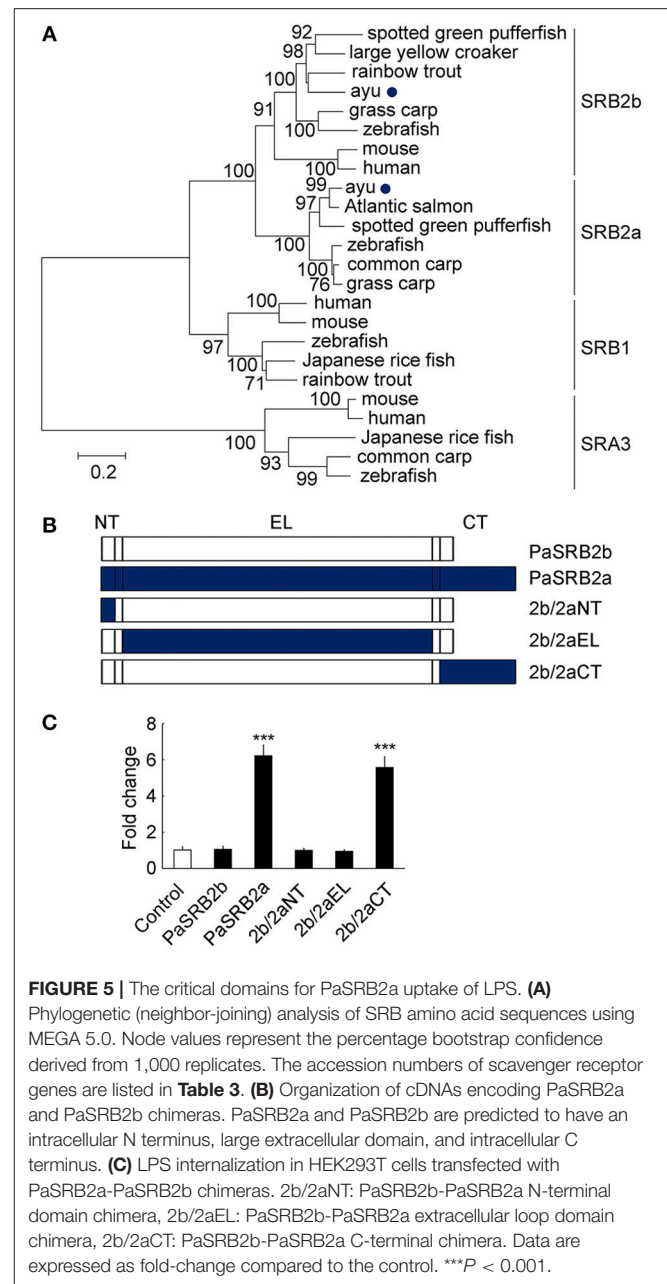 A
92 spotted green pufferfish
98 large yellow croaker
rainbow trout
100
ayu
91
grass carp
100 zebrafish
mouse
100 human
SRB2b
100
99 ayu
97 Atlantic salmon
spotted green pufferfish
100 zebrafish
100 common carp
76 grass carp
SRB2a
100 human
mouse
97
zebrafish
100 Japanese rice fish
71 rainbow trout
SRB1
100 mouse
human
100
Japanese rice fish
93 common carp
99 zebrafish
SRA3
0.2
B
NT EL CT
PaSRB2b
PaSRB2a
2b/2aNT
2b/2aEL
2b/2aCT
C
Fold change
8
6
4
2
0
***
***
Control
PaSRB2b
PaSRB2a
2b/2aNT
2b/2aEL
2b/2aCT
FIGURE 5 | The critical domains for PaSRB2a uptake of LPS. (A)
Phylogenetic (neighbor-joining) analysis of SRB amino acid sequences using
MEGA 5.0. Node values represent the percentage bootstrap confidence
derived from 1,000 replicates. The accession numbers of scavenger receptor
genes are listed in Table 3. (B) Organization of cDNAs encoding PaSRB2a
and PaSRB2b chimeras. PaSRB2a and PaSRB2b are predicted to have an
intracellular N terminus, large extracellular domain, and intracellular C
terminus. (C) LPS internalization in HEK293T cells transfected with
PaSRB2a-PaSRB2b chimeras. 2b/2aNT: PaSRB2b-PaSRB2a N-terminal
domain chimera, 2b/2aEL: PaSRB2b-PaSRB2a extracellular loop domain
chimera, 2b/2aCT: PaSRB2b-PaSRB2a C-terminal chimera. Data are
expressed as fold-change compared to the control. ***P < 0.001.